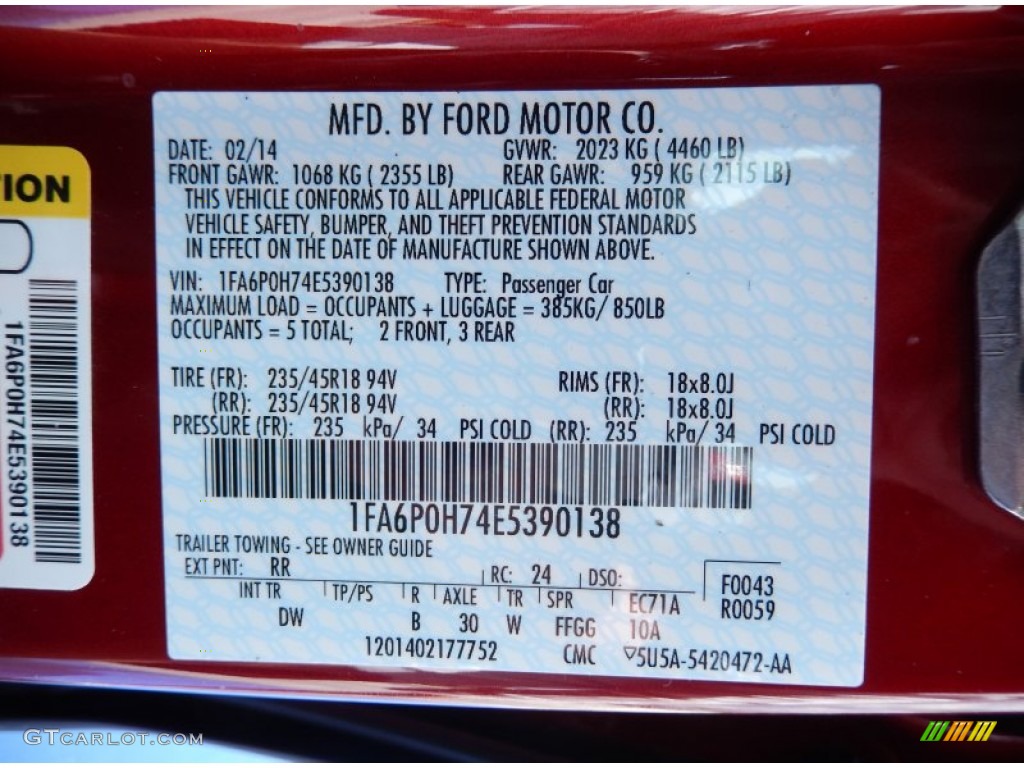 MFD. BY FORD MOTOR CO.
DATE: 02/14 GVWR: 2023 KG ( 4460 LB)
FRONT GAWR: 1068 KG ( 2355 LB) REAR GAWR: 959 KG ( 2115 LB)
THIS VEHICLE CONFORMS TO ALL APPLICABLE FEDERAL MOTOR
VEHICLE SAFETY, BUMPER, AND THEFT PREVENTION STANDARDS
IN EFFECT ON THE DATE OF MANUFACTURE SHOWN ABOVE.
VIN: 1FA6P0H74E5390138 TYPE: Passenger Car
MAXIMUM LOAD = OCCUPANTS + LUGGAGE = 385KG/ 850LB
OCCUPANTS = 5 TOTAL; 2 FRONT, 3 REAR
TIRE (FR): 235/45R18 94V RIMS (FR): 18x8.0J
(RR): 235/45R18 94V (RR): 18x8.0J
PRESSURE (FR): 235 kPa/ 34 PSI COLD (RR): 235 kPa/ 34 PSI COLD
1FA6P0H74E5390138
TRAILER TOWING - SEE OWNER GUIDE
EXT PNT: RR RC: 24 DSO: F0043
INT TR TP/PS R AXLE TR SPR EC71A R0059
DW B 30 W FFGG 10A
1201402177752 CMC ▽5U5A-5420472-AA
TION
1FA6P0H74E5390138
GTCARLOT.COM